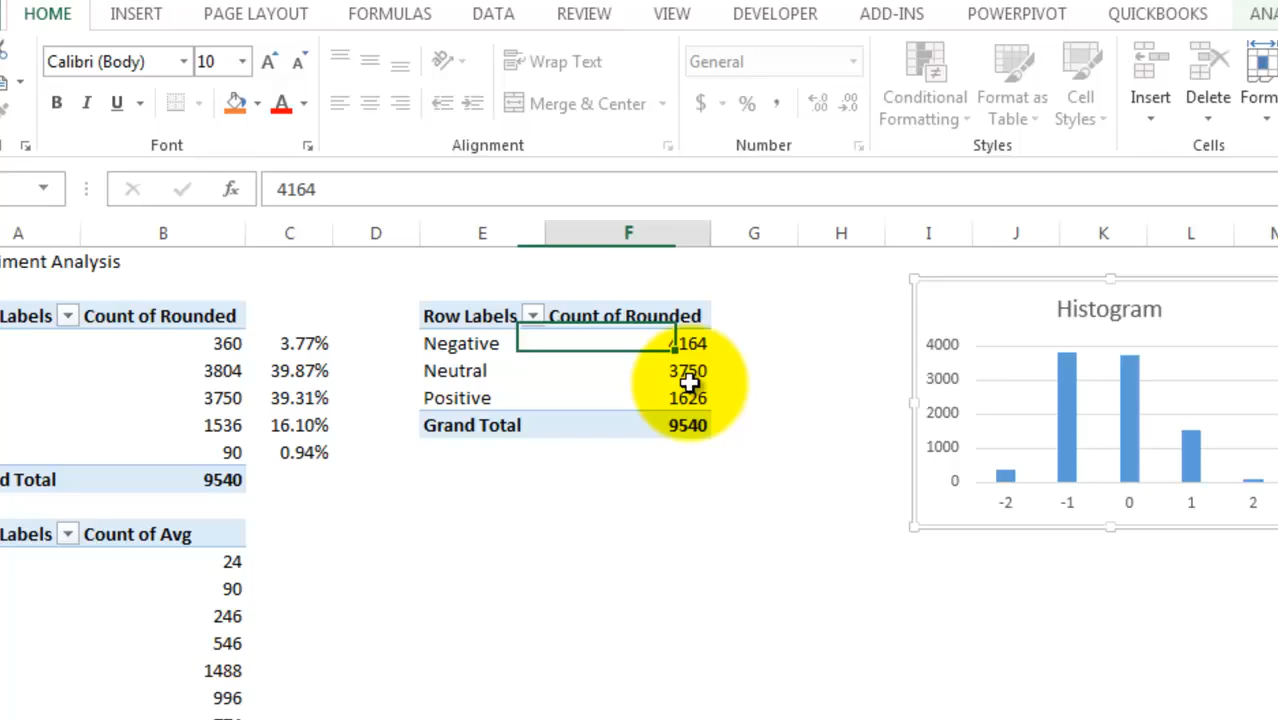 HOME INSERT PAGE LAYOUT FORMULAS DATA REVIEW VIEW DEVELOPER ADD-INS POWERPIVOT QUICKBOOKS ANA
Calibri (Body) 10 A A Wrap Text General
B I U A Merge & Center $ % , .0 .00 .00 .0
Conditional Formatting
Format as Table
Cell Styles
Insert Delete Form
Font Alignment Number Styles Cells
fx 4164
A B C D E F G H I J K L M
iment Analysis
Labels Count of Rounded
360 3.77%
3804 39.87%
3750 39.31%
1536 16.10%
90 0.94%
d Total 9540
Labels Count of Avg
24
90
246
546
1488
996
Row Labels Count of Rounded
Negative 4164
Neutral 3750
Positive 1626
Grand Total 9540
Histogram
4000
3000
2000
1000
0
-2 -1 0 1 2